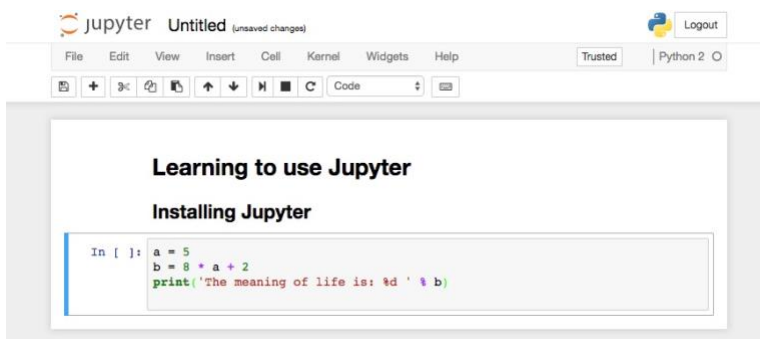 jupyter Untitled (unsaved changes) Logout
File Edit View Insert Cell Kernel Widgets Help Trusted Python 2
Code
Learning to use Jupyter
Installing Jupyter
In [ ]: a = 5
b = 8 * a + 2
print('The meaning of life is: %d ' % b)